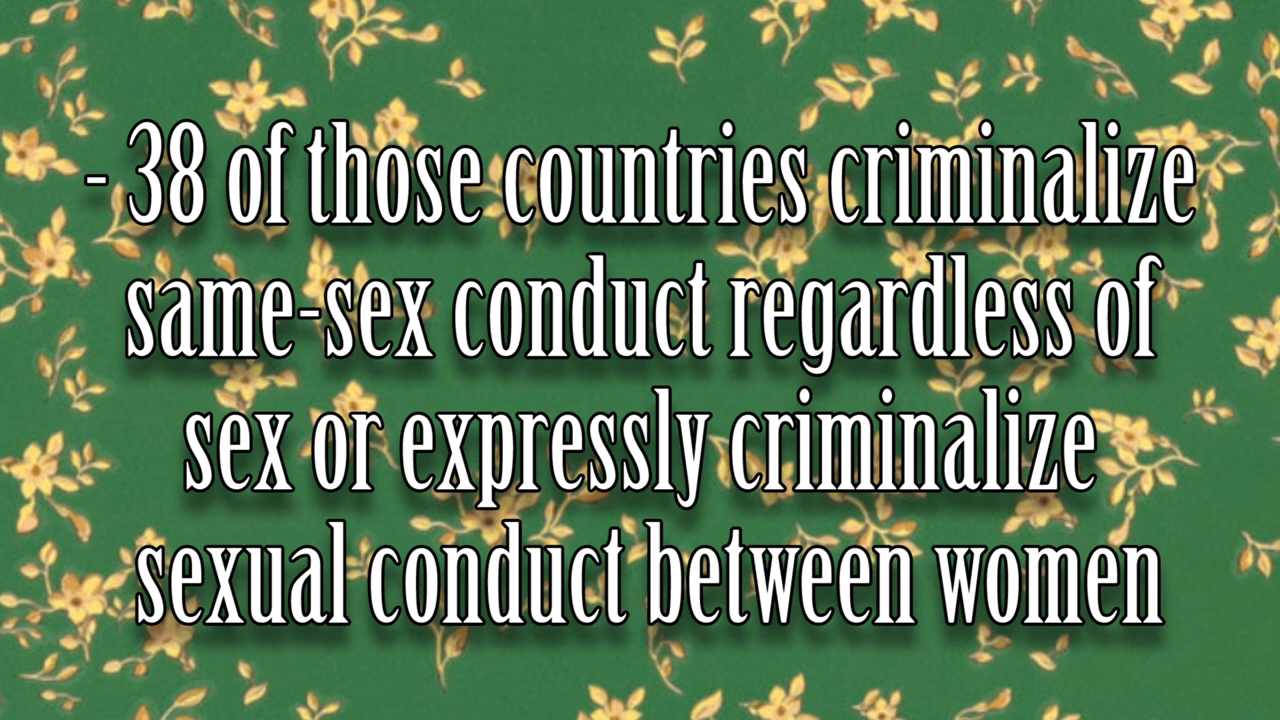 - 38 of those countries criminalize
same-sex conduct regardless of
sex or expressly criminalize
sexual conduct between women